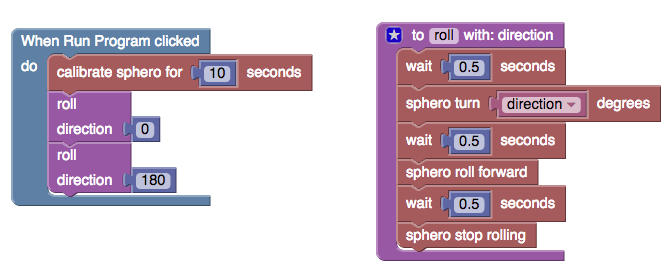 When Run Program clicked
do calibrate sphero for 10 seconds
roll
direction 0
roll
direction 180
to roll with: direction
wait 0.5 seconds
sphero turn direction degrees
wait 0.5 seconds
sphero roll forward
wait 0.5 seconds
sphero stop rolling